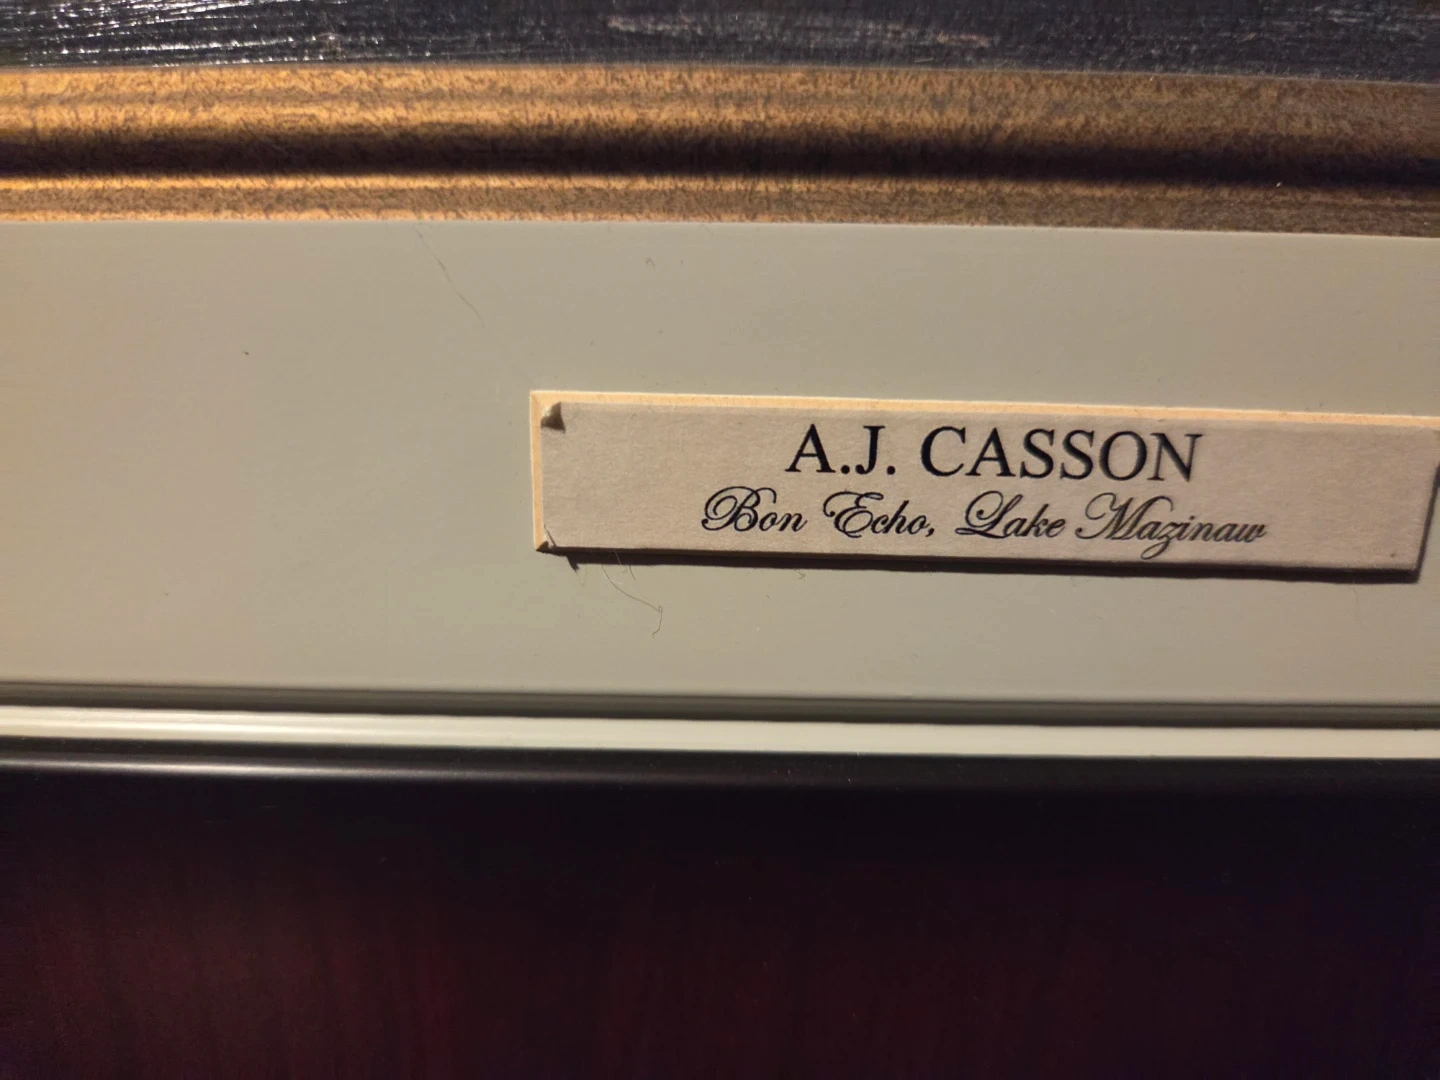 A.J. CASSON
Bon Echo, Lake Mazinaw